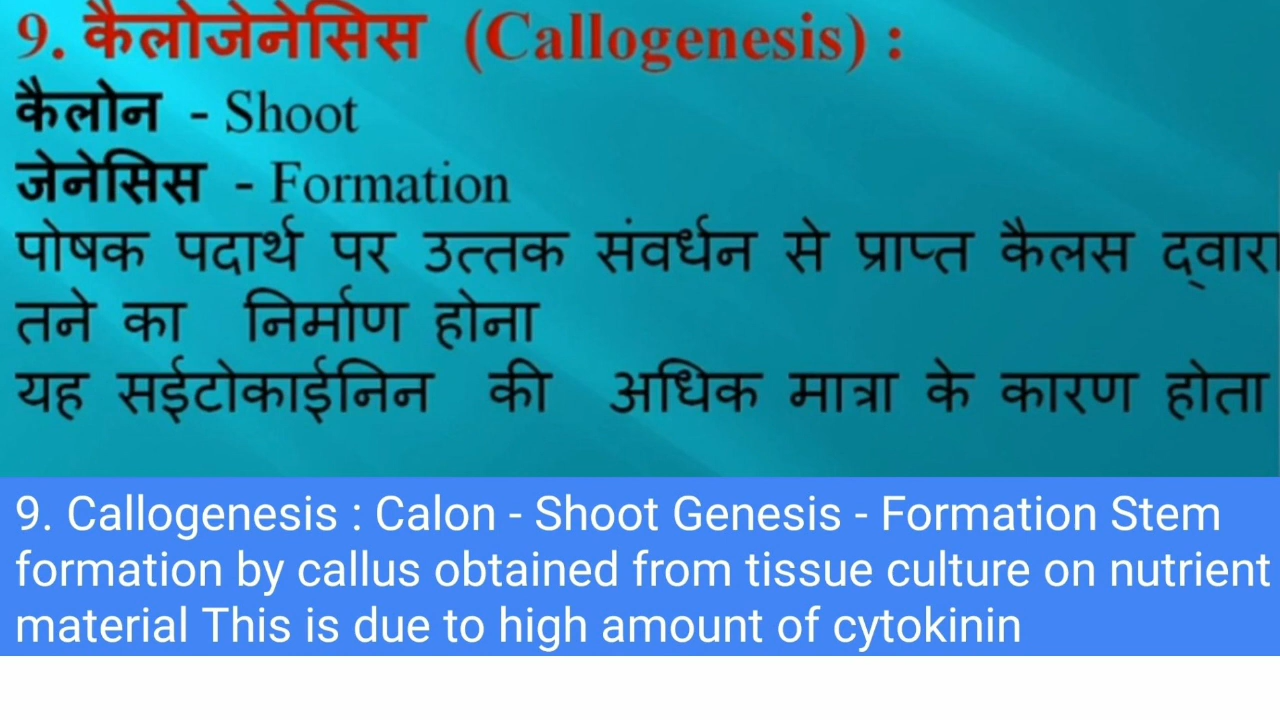 9. कैलोजेनेसिस (Callogenesis) :
कैलोन - Shoot
जेनेसिस - Formation
पोषक पदार्थ पर उत्तक संवर्धन से प्राप्त कैलस द्वारा
तने का निर्माण होना
यह सईटोकाईनिन की अधिक मात्रा के कारण होता
9. Callogenesis : Calon - Shoot Genesis - Formation Stem
formation by callus obtained from tissue culture on nutrient
material This is due to high amount of cytokinin